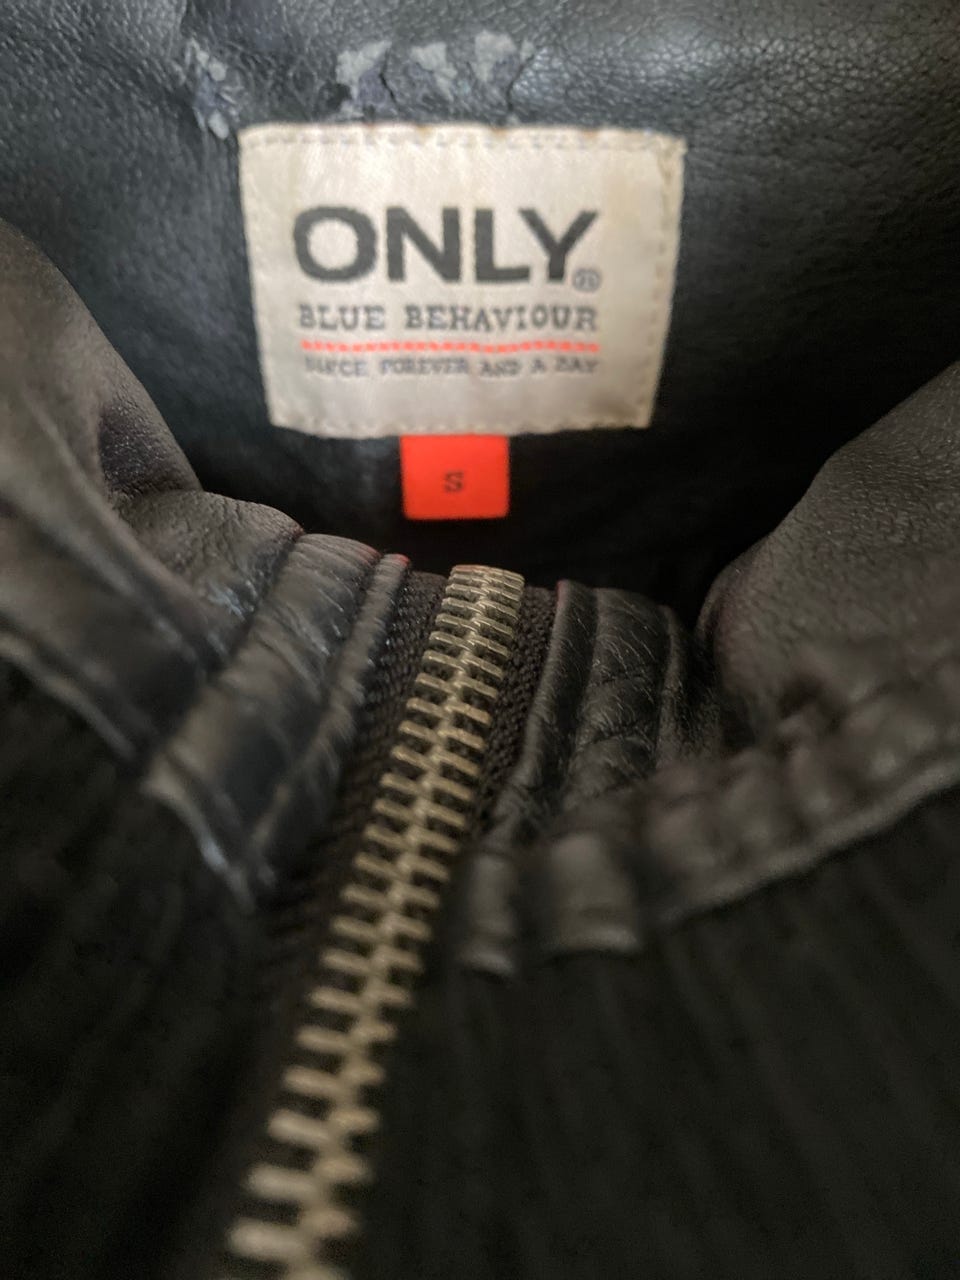 ONLY®
BLUE BEHAVIOUR
SINCE FOREVER AND A DAY
S